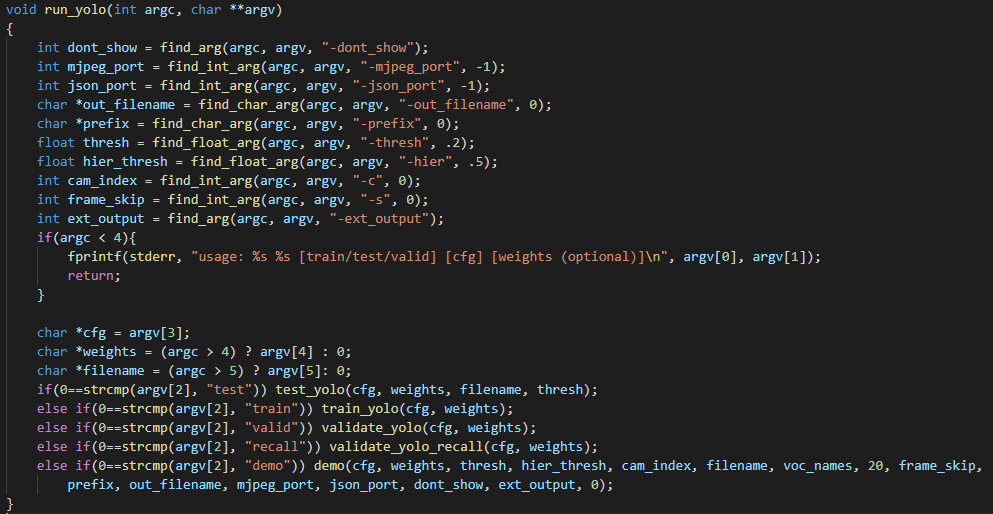 void run_yolo(int argc, char **argv)
{
    int dont_show = find_arg(argc, argv, "-dont_show");
    int mjpeg_port = find_int_arg(argc, argv, "-mjpeg_port", -1);
    int json_port = find_int_arg(argc, argv, "-json_port", -1);
    char *out_filename = find_char_arg(argc, argv, "-out_filename", 0);
    char *prefix = find_char_arg(argc, argv, "-prefix", 0);
    float thresh = find_float_arg(argc, argv, "-thresh", .2);
    float hier_thresh = find_float_arg(argc, argv, "-hier", .5);
    int cam_index = find_int_arg(argc, argv, "-c", 0);
    int frame_skip = find_int_arg(argc, argv, "-s", 0);
    int ext_output = find_arg(argc, argv, "-ext_output");
    if(argc < 4){
        fprintf(stderr, "usage: %s %s [train/test/valid] [cfg] [weights (optional)]\n", argv[0], argv[1]);
        return;
    }

    char *cfg = argv[3];
    char *weights = (argc > 4) ? argv[4] : 0;
    char *filename = (argc > 5) ? argv[5]: 0;
    if(0==strcmp(argv[2], "test")) test_yolo(cfg, weights, filename, thresh);
    else if(0==strcmp(argv[2], "train")) train_yolo(cfg, weights);
    else if(0==strcmp(argv[2], "valid")) validate_yolo(cfg, weights);
    else if(0==strcmp(argv[2], "recall")) validate_yolo_recall(cfg, weights);
    else if(0==strcmp(argv[2], "demo")) demo(cfg, weights, thresh, hier_thresh, cam_index, filename, voc_names, 20, frame_skip,
        prefix, out_filename, mjpeg_port, json_port, dont_show, ext_output, 0);
}